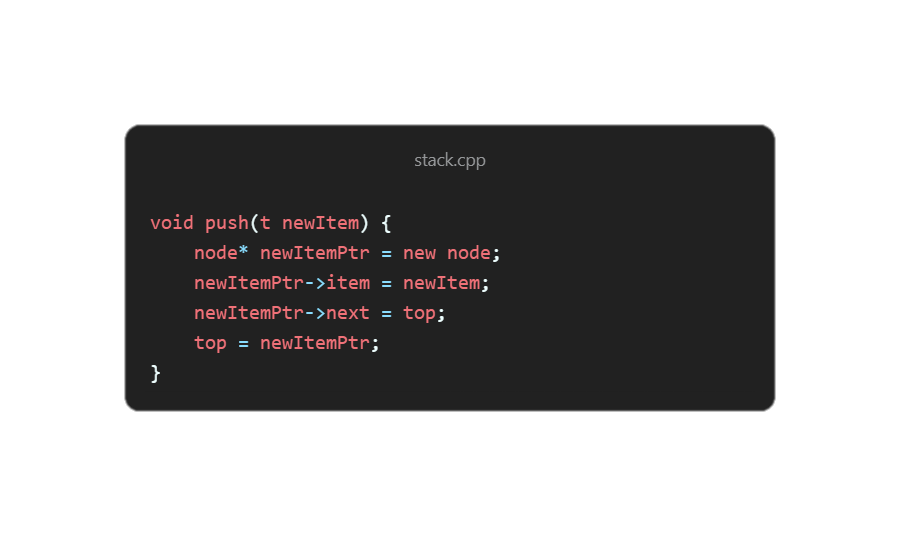 stack.cpp
void push(t newItem) {
    node* newItemPtr = new node;
    newItemPtr->item = newItem;
    newItemPtr->next = top;
    top = newItemPtr;
}